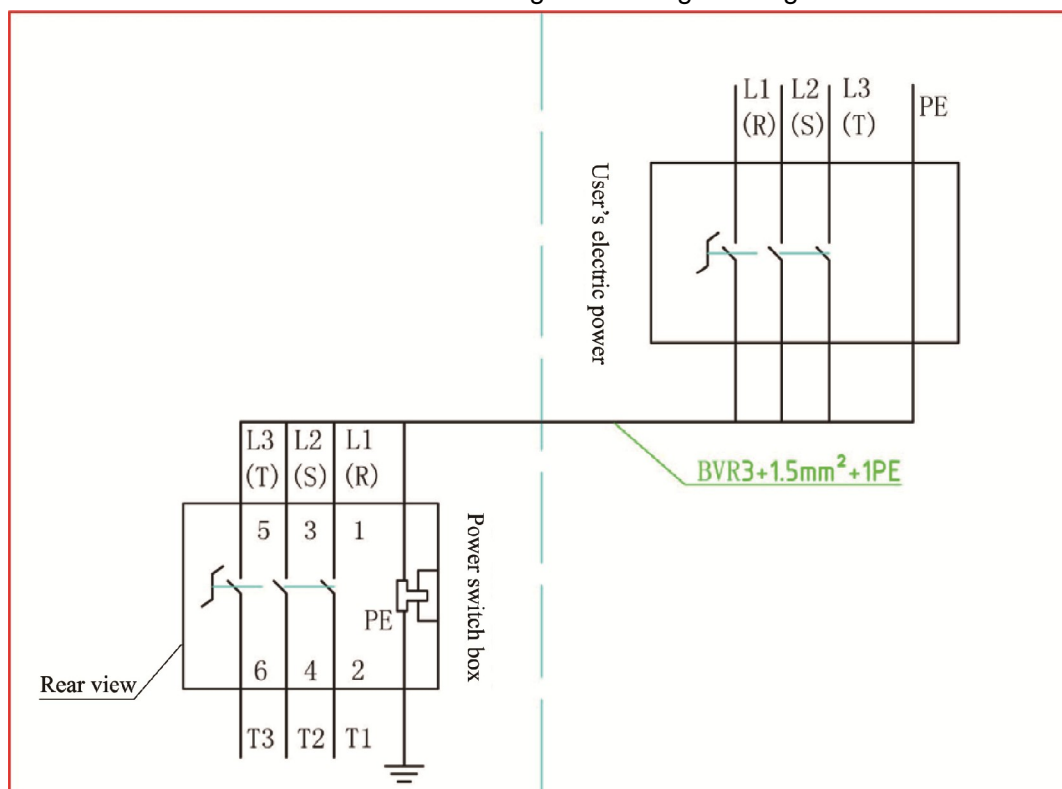 L1 L2 L3 PE
(R) (S) (T)
User's electric power
BVR3+1.5mm²+1PE
L3 L2 L1
(T) (S) (R)
5 3 1
Power switch box
PE
6 4 2
Rear view
T3 T2 T1